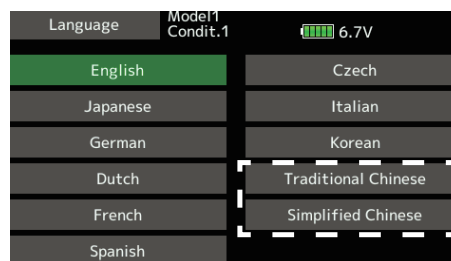 Language
Model1
Condit.1
6.7V
English
Czech
Japanese
Italian
German
Korean
Dutch
Traditional Chinese
French
Simplified Chinese
Spanish